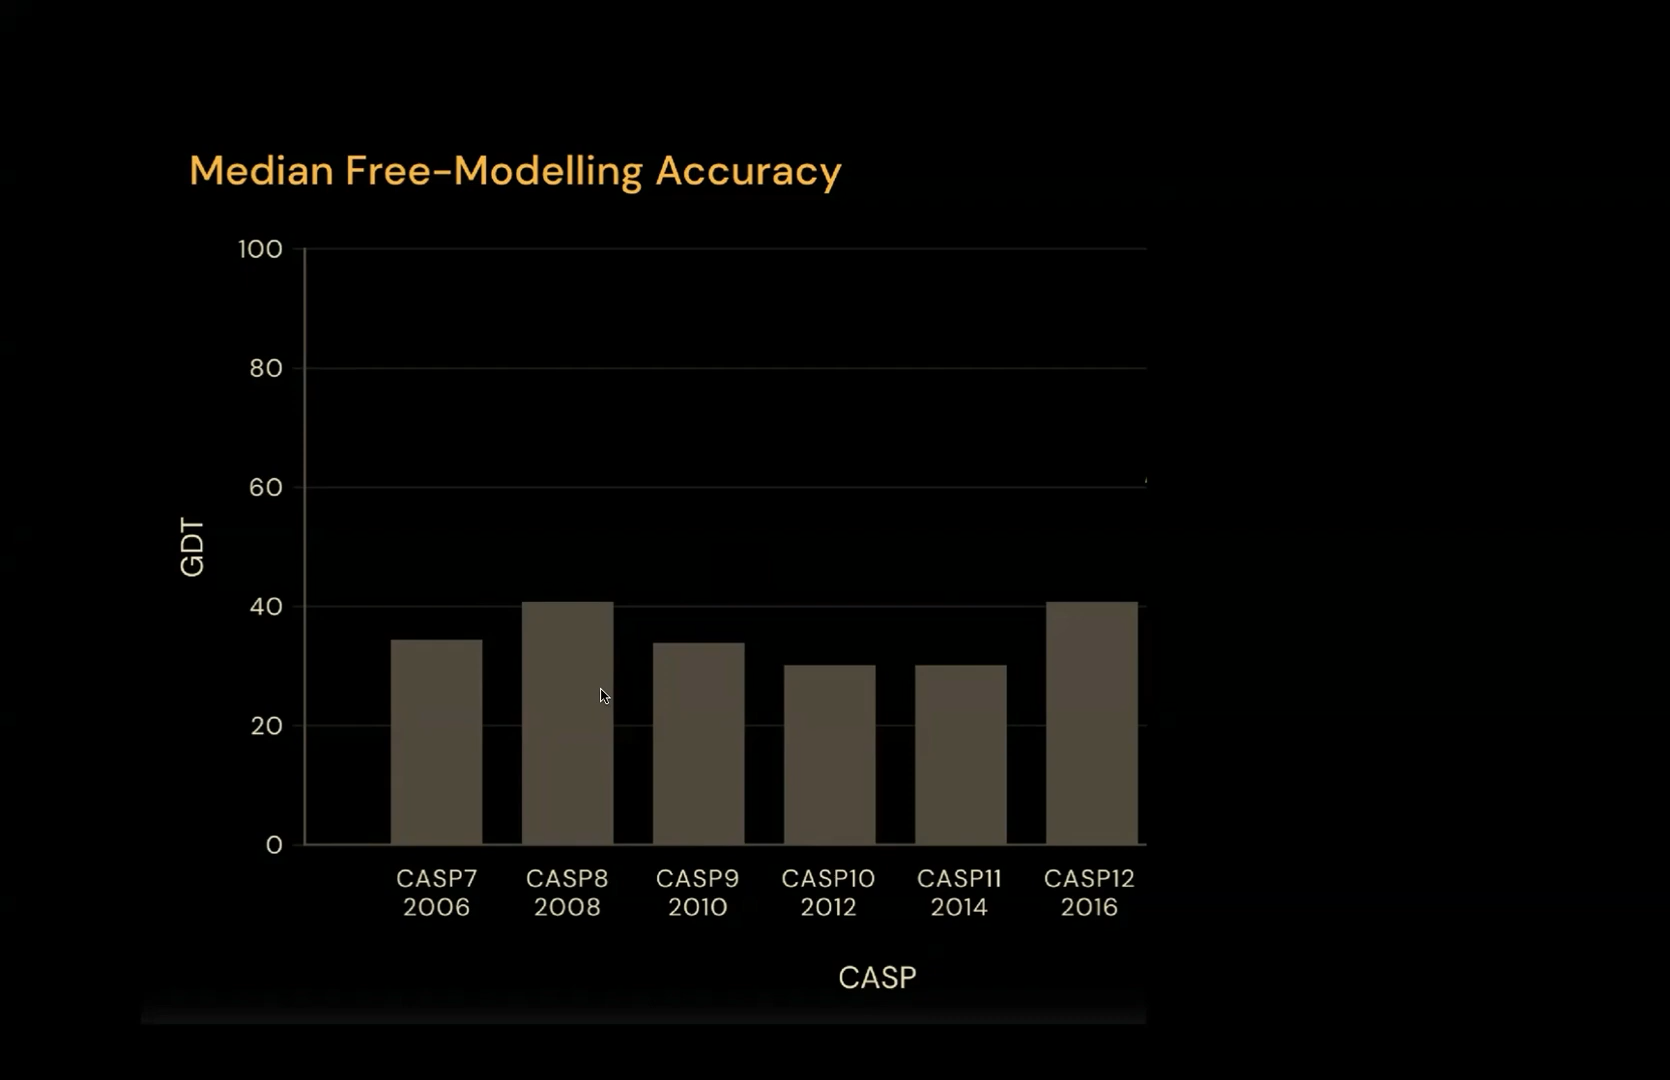 Median Free-Modelling Accuracy
100
80
60
GDT
40
20
0
CASP7 CASP8 CASP9 CASP10 CASP11 CASP12
2006 2008 2010 2012 2014 2016
CASP